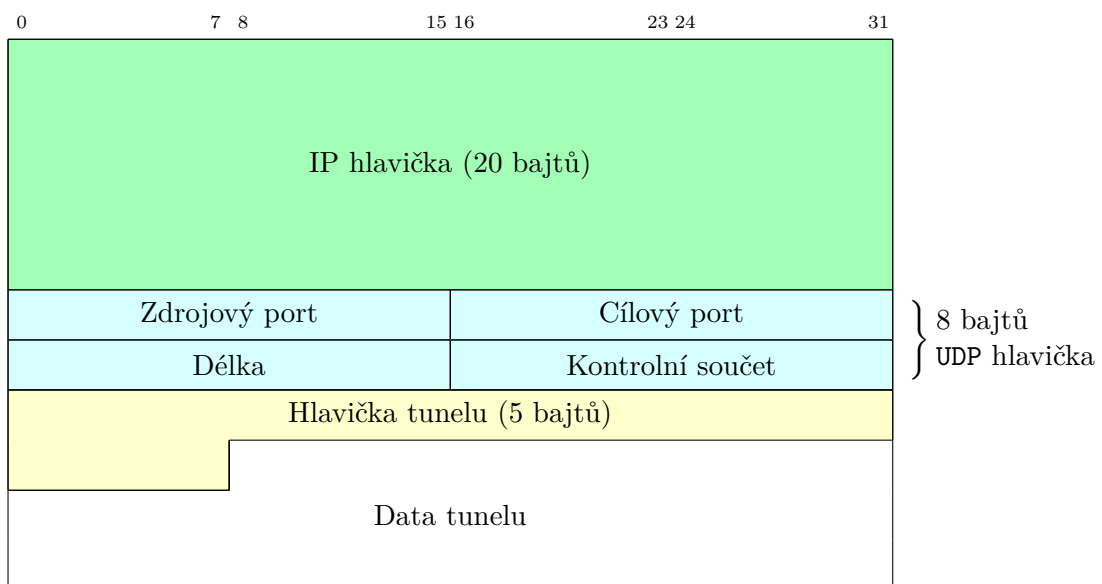 0 7 8 15 16 23 24 31
IP hlavička (20 bajtů)
Zdrojový port Cílový port
Délka Kontrolní součet
8 bajtů
UDP hlavička
Hlavička tunelu (5 bajtů)
Data tunelu